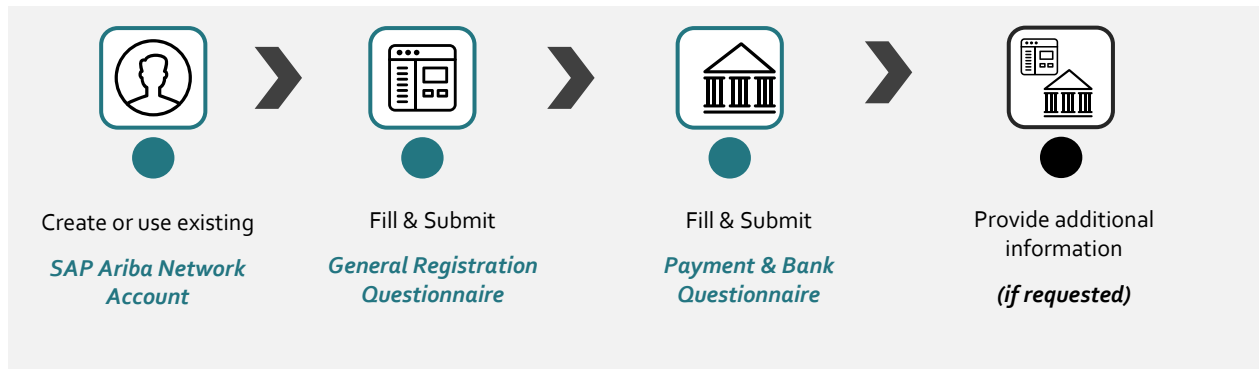 Create or use existing
SAP Ariba Network
Account
Fill & Submit
General Registration
Questionnaire
Fill & Submit
Payment & Bank
Questionnaire
Provide additional
information
(if requested)